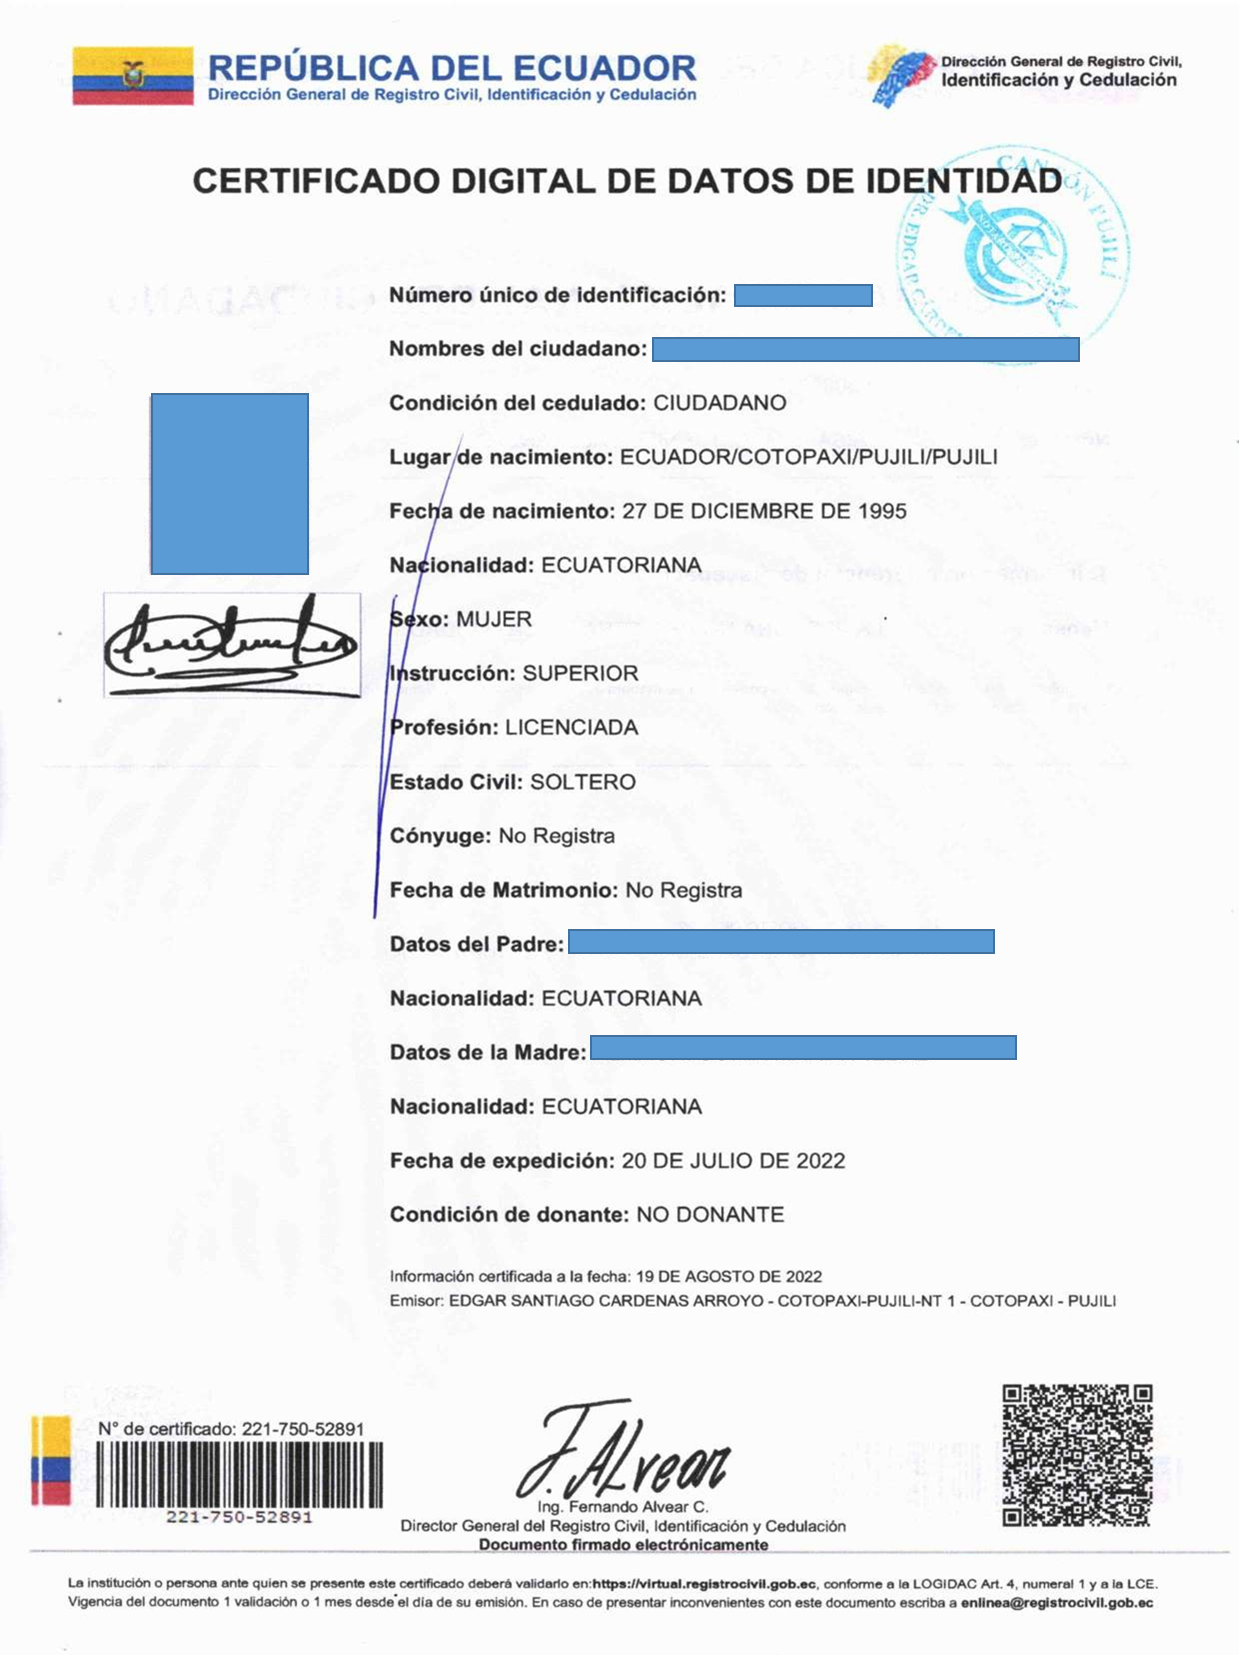 REPÚBLICA DEL ECUADOR
Dirección General de Registro Civil, Identificación y Cedulación
Dirección General de Registro Civil,
Identificación y Cedulación
CERTIFICADO DIGITAL DE DATOS DE IDENTIDAD
CANTÓN PUJILÍ
DR. EDGAR
Número único de identificación:
Nombres del ciudadano:
Condición del cedulado: CIUDADANO
Lugar de nacimiento: ECUADOR/COTOPAXI/PUJILI/PUJILI
Fecha de nacimiento: 27 DE DICIEMBRE DE 1995
Nacionalidad: ECUATORIANA
Sexo: MUJER
Instrucción: SUPERIOR
Profesión: LICENCIADA
Estado Civil: SOLTERO
Cónyuge: No Registra
Fecha de Matrimonio: No Registra
Datos del Padre:
Nacionalidad: ECUATORIANA
Datos de la Madre:
Nacionalidad: ECUATORIANA
Fecha de expedición: 20 DE JULIO DE 2022
Condición de donante: NO DONANTE
Información certificada a la fecha: 19 DE AGOSTO DE 2022
Emisor: EDGAR SANTIAGO CARDENAS ARROYO - COTOPAXI-PUJILI-NT 1 - COTOPAXI - PUJILI
N° de certificado: 221-750-52891
221-750-52891
F. Alvear
Ing. Fernando Alvear C.
Director General del Registro Civil, Identificación y Cedulación
Documento firmado electrónicamente
La institución o persona ante quien se presente este certificado deberá validarlo en:https://virtual.registrocivil.gob.ec, conforme a la LOGIDAC Art. 4, numeral 1 y a la LCE.
Vigencia del documento 1 validación o 1 mes desde el día de su emisión. En caso de presentar inconvenientes con este documento escriba a enlinea@registrocivil.gob.ec